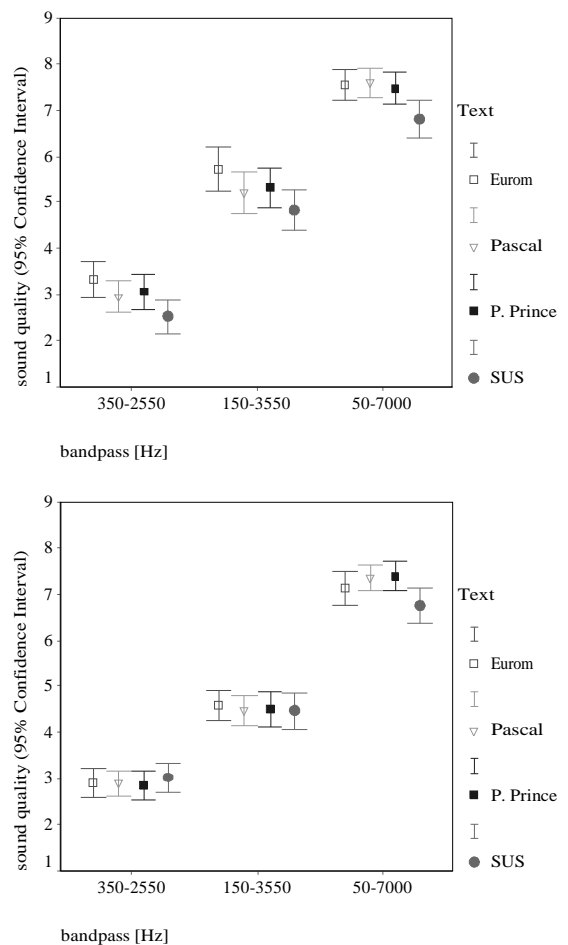 sound quality (95% Confidence Interval)
9
8
7
6
5
4
3
2
1
350-2550
150-3550
50-7000
bandpass [Hz]
Text
Eurom
Pascal
P. Prince
SUS
sound quality (95% Confidence Interval)
9
8
7
6
5
4
3
2
1
350-2550
150-3550
50-7000
bandpass [Hz]
Text
Eurom
Pascal
P. Prince
SUS